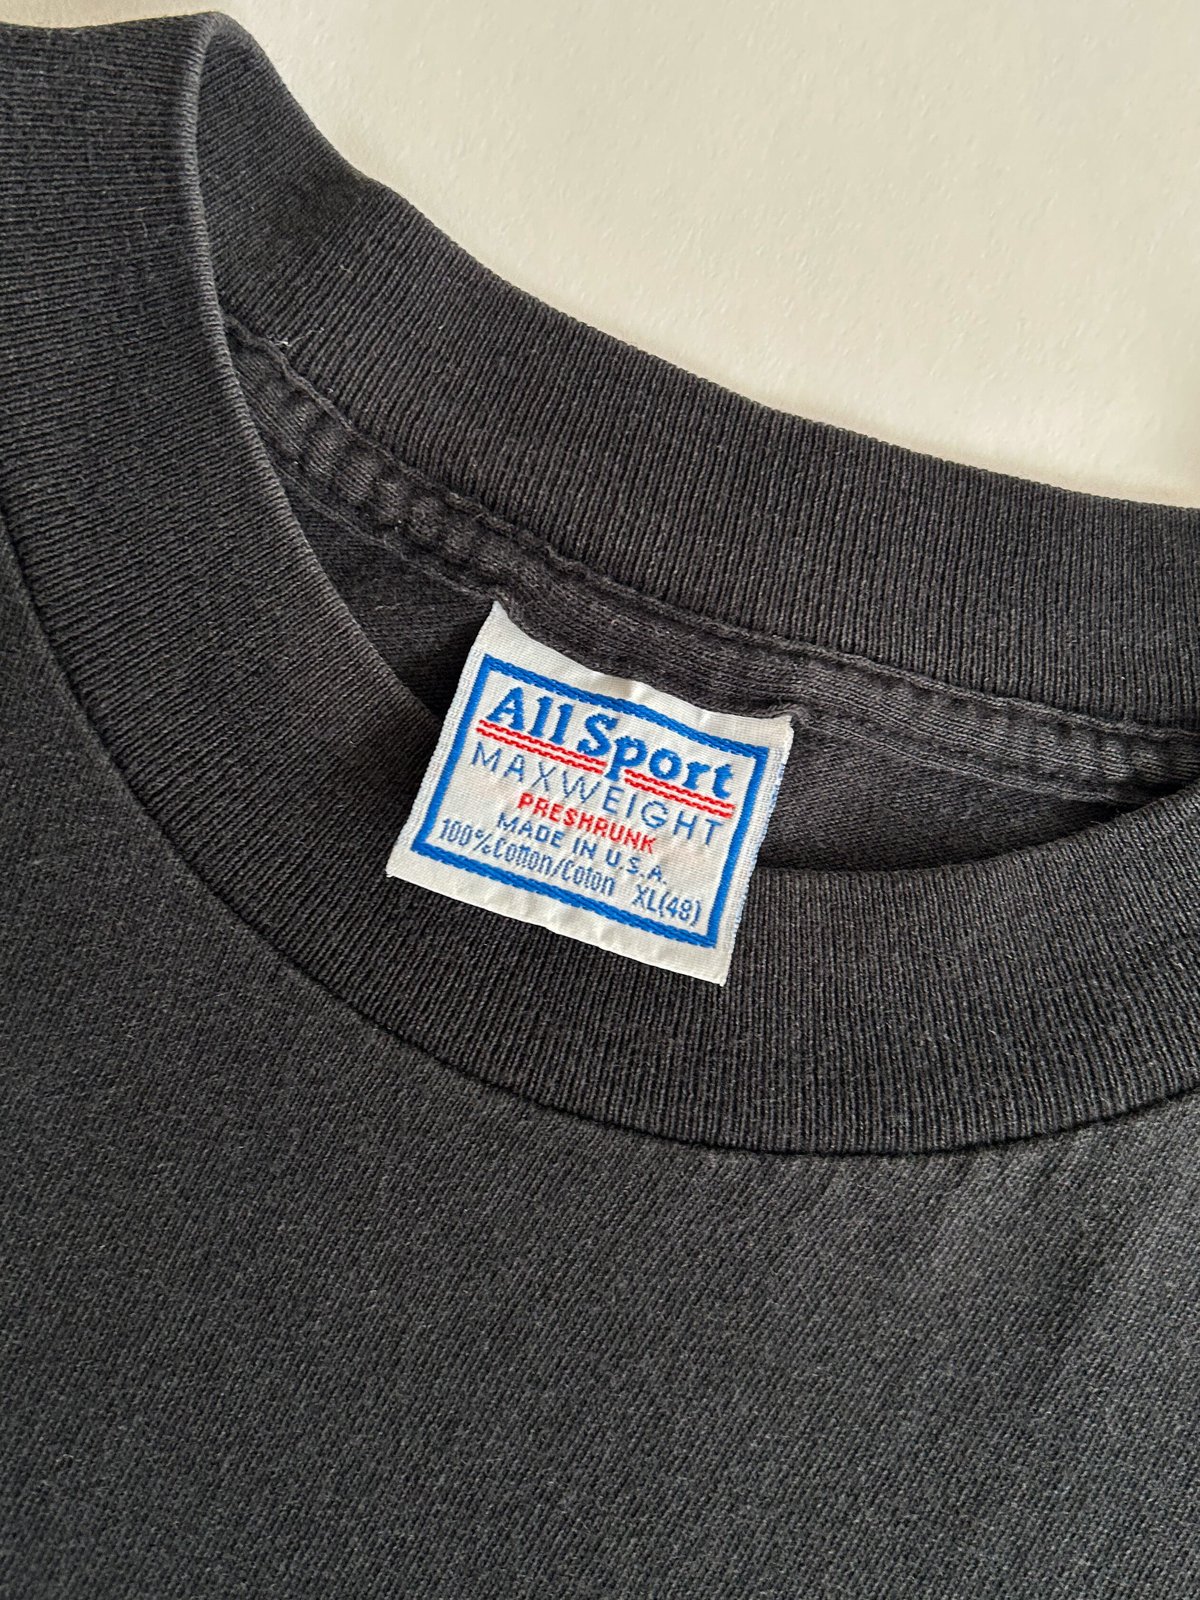 All Sport
MAXWEIGHT
PRESHRUNK
MADE IN U.S.A.
100% Cotton/Coton XL(48)